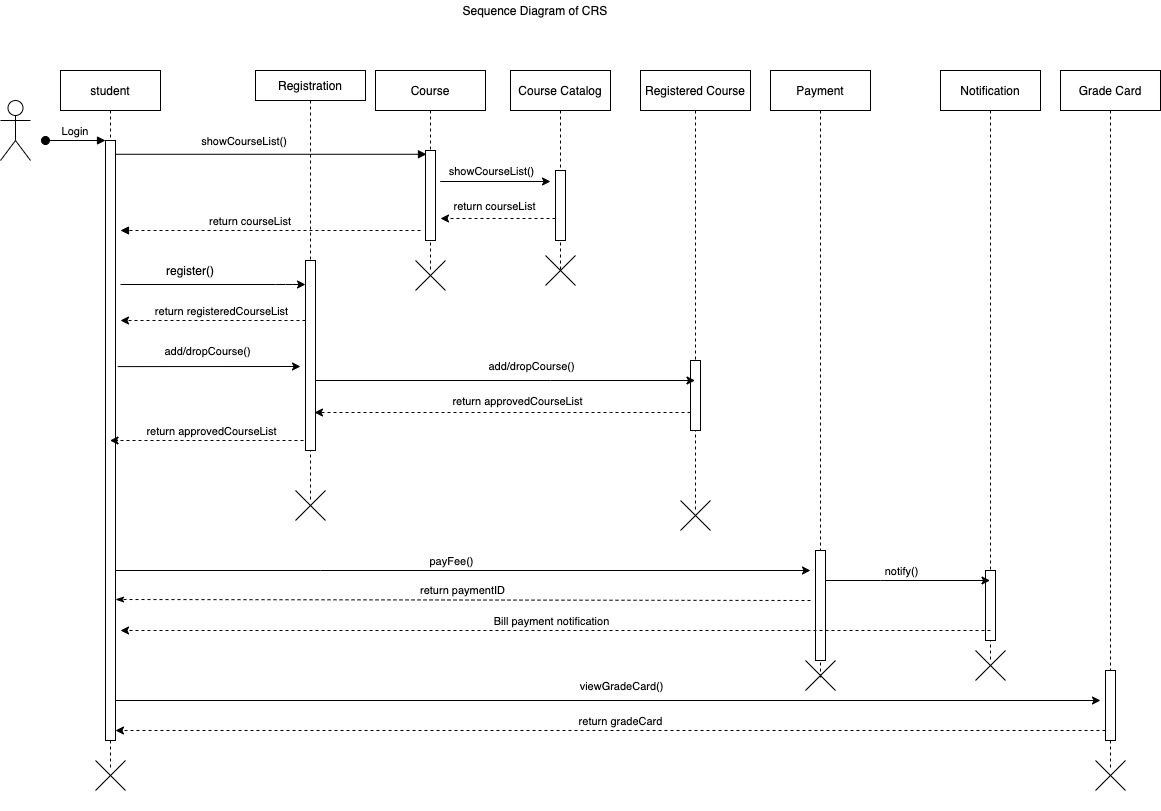 Sequence Diagram of CRS
student
Registration
Course
Course Catalog
Registered Course
Payment
Notification
Grade Card
Login
showCourseList()
showCourseList()
return courseList
return courseList
register()
return registeredCourseList
add/dropCourse()
add/dropCourse()
return approvedCourseList
return approvedCourseList
payFee()
notify()
return paymentID
Bill payment notification
viewGradeCard()
return gradeCard